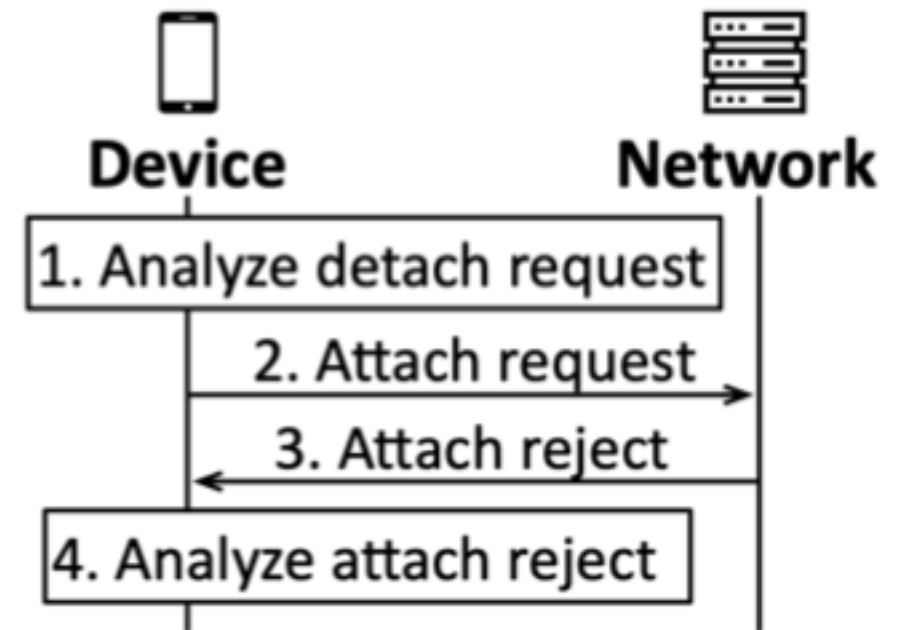 Device
Network
1. Analyze detach request
2. Attach request
3. Attach reject
4. Analyze attach reject